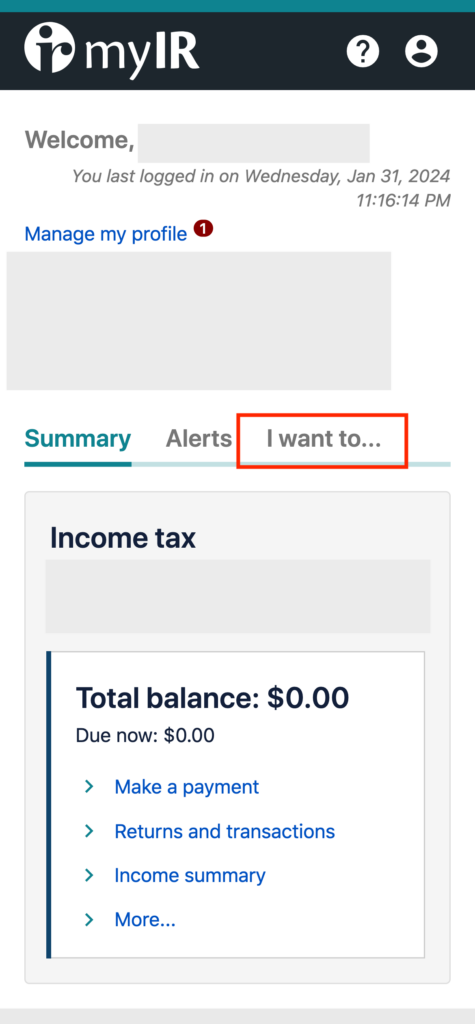 ir myIR
?
Welcome,
You last logged in on Wednesday, Jan 31, 2024
11:16:14 PM
Manage my profile 1
Summary Alerts I want to...
Income tax
Total balance: $0.00
Due now: $0.00
Make a payment
Returns and transactions
Income summary
More...